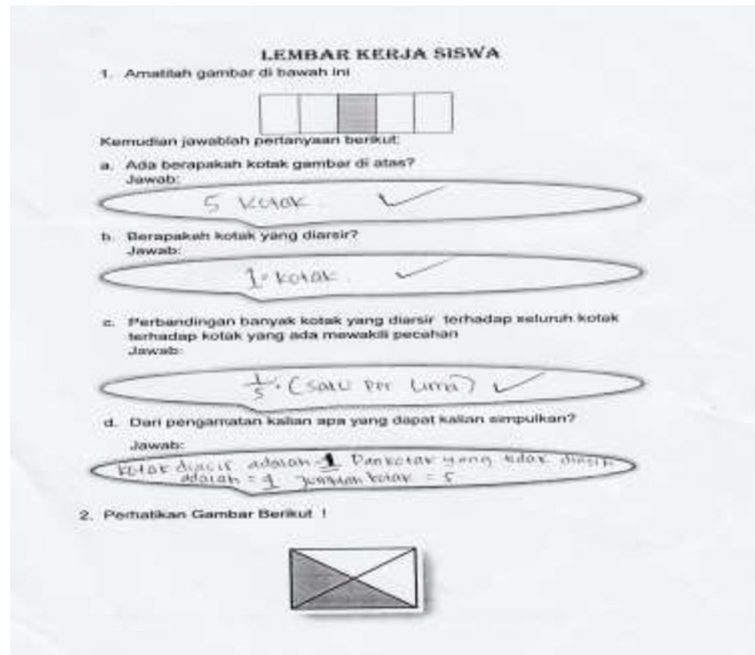 LEMBAR KERJA SISWA
1. Amatilah gambar di bawah ini
Kemudian jawablah pertanyaan berikut:
a. Ada berapakah kotak gambar di atas?
Jawab:
5 kotak.
b. Berapakah kotak yang diarsir?
Jawab:
1 kotak.
c. Perbandingan banyak kotak yang diarsir terhadap seluruh kotak
terhadap kotak yang ada mewakili pecahan
Jawab:
1/5 . (satu per lima)
d. Dari pengamatan kalian apa yang dapat kalian simpulkan?
Jawab:
kotak diarsir adalah 1 Dan kotak yang tidak diarsir
adalah = 4 jumlah kotak = 5
2. Perhatikan Gambar Berikut !